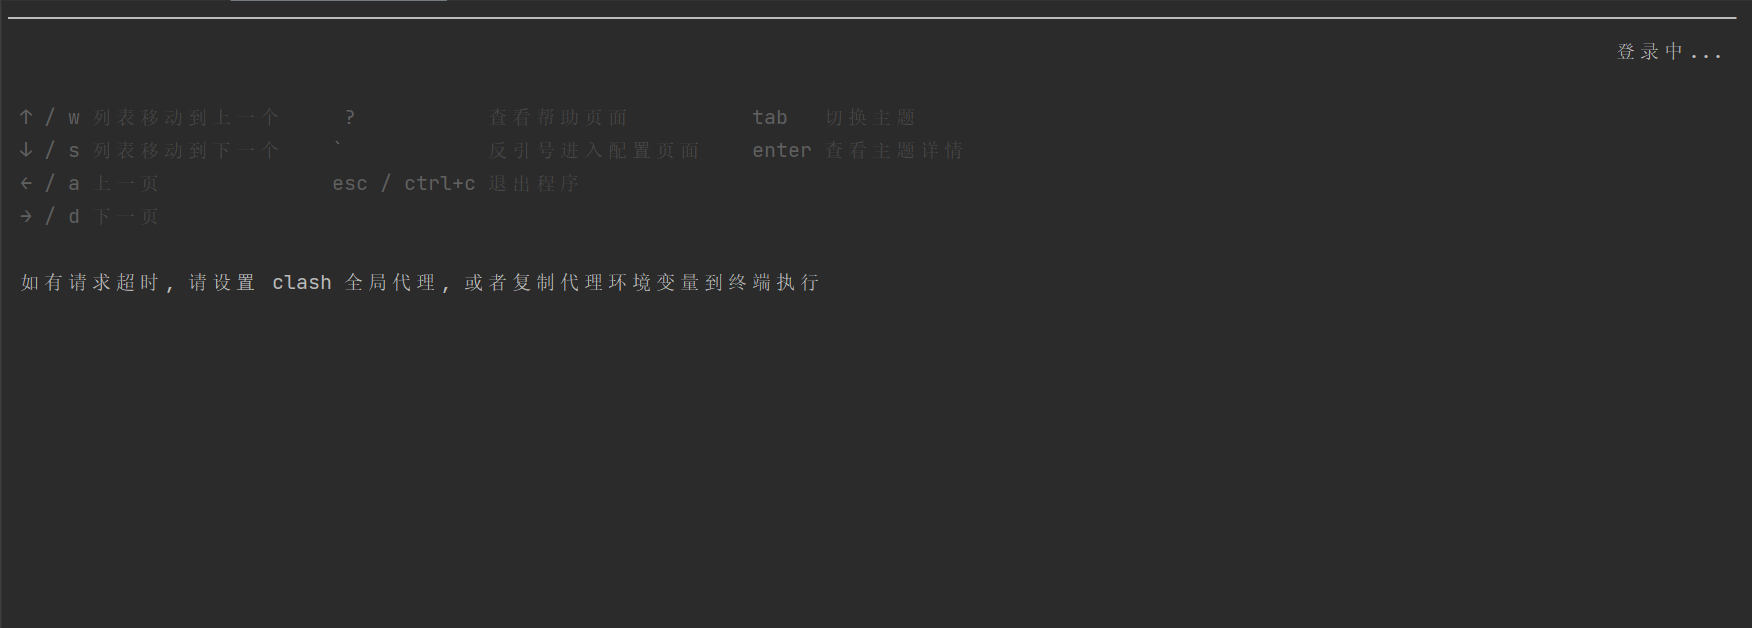 登录中...
↑ / w 列表移动到上一个 ? 查看帮助页面 tab 切换主题
↓ / s 列表移动到下一个 ` 反引号进入配置页面 enter 查看主题详情
← / a 上一页 esc / ctrl+c 退出程序
→ / d 下一页
如有请求超时, 请设置 clash 全局代理, 或者复制代理环境变量到终端执行